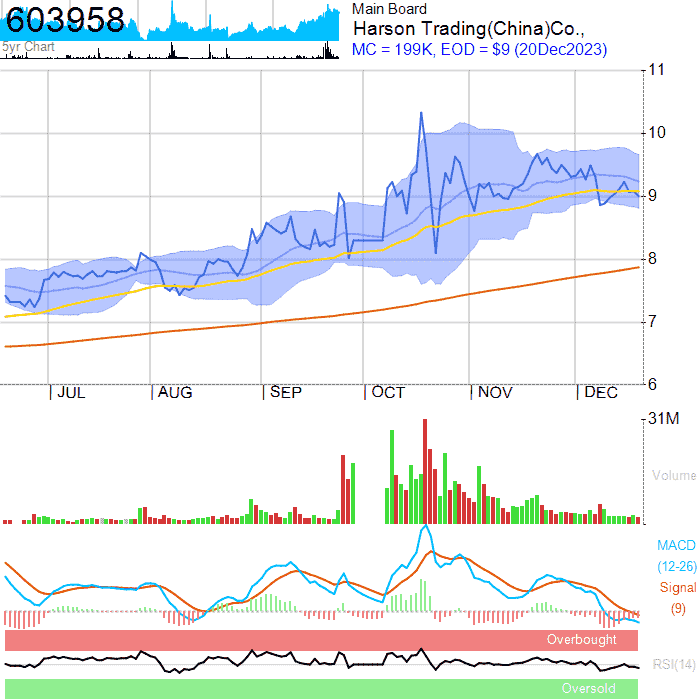 603958
5yr Chart
Main Board
Harson Trading(China)Co.,
MC = 199K, EOD = $9 (20Dec2023)
11
10
9
8
7
6
JUL
AUG
SEP
OCT
NOV
DEC
31M
Volume
MACD
(12-26)
Signal
(9)
Overbought
RSI(14)
Oversold